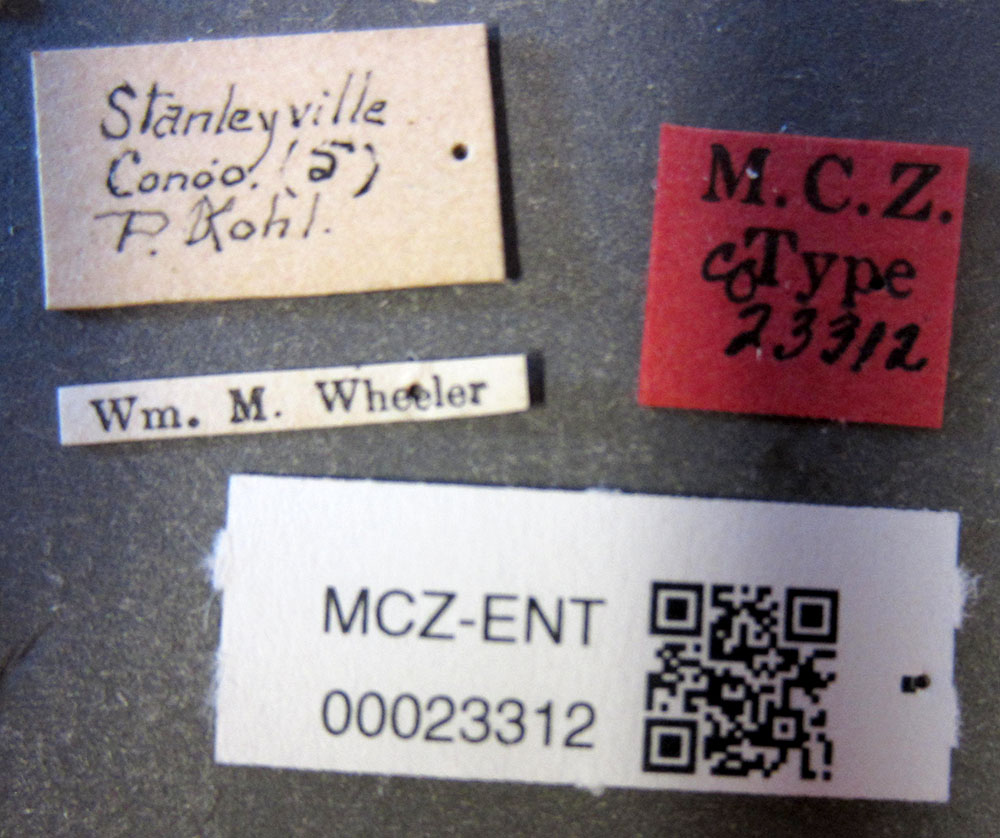 Stanleyville
Congo. (5)
P. Kohl.
M.C.Z.
CoType
23312
Wm. M. Wheeler
MCZ-ENT
00023312